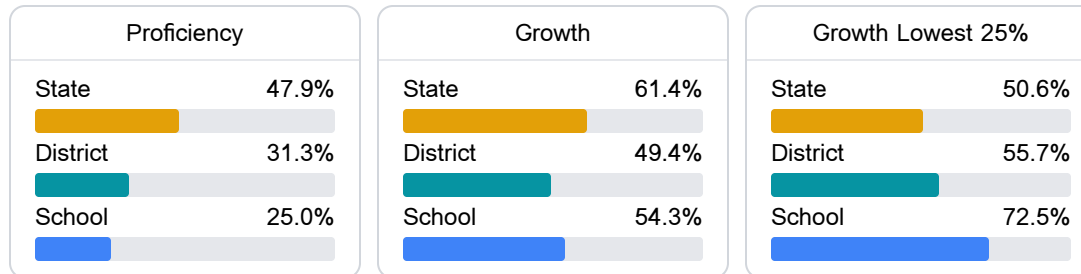 Proficiency
State 47.9%
District 31.3%
School 25.0%
Growth
State 61.4%
District 49.4%
School 54.3%
Growth Lowest 25%
State 50.6%
District 55.7%
School 72.5%